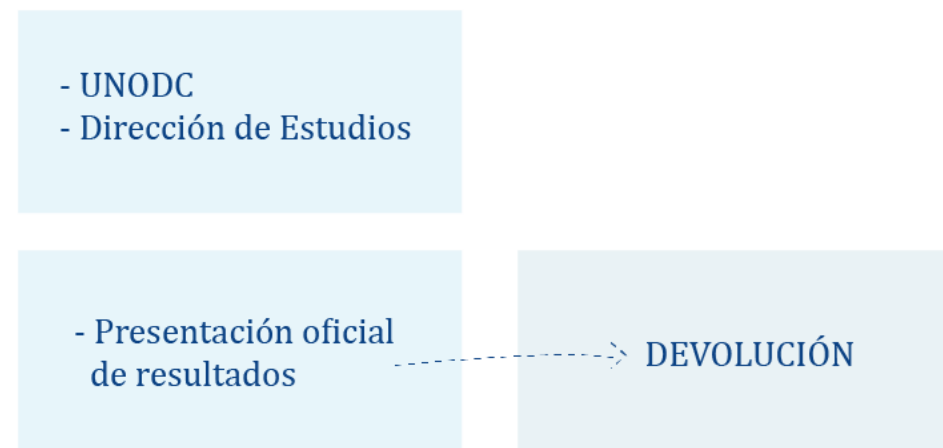 - UNODC
- Dirección de Estudios
- Presentación oficial
de resultados
DEVOLUCIÓN